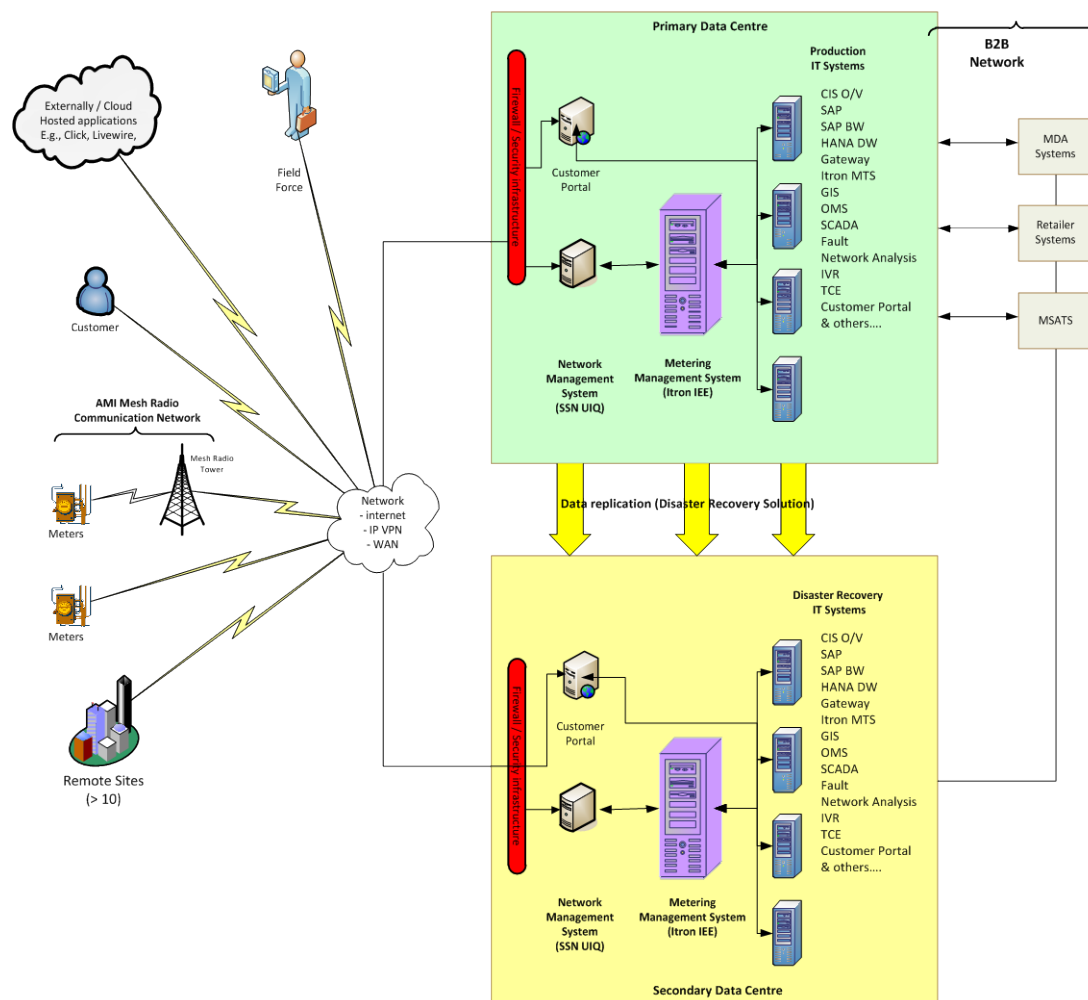 Primary Data Centre
B2B
Network
Externally / Cloud
Hosted applications
E.g., Click, Livewire,
Field
Force
Customer
AMI Mesh Radio
Communication Network
Mesh Radio
Tower
Meters
Meters
Remote Sites
(> 10)
Network
- internet
- IP VPN
- WAN
Firewall / Security infrastructure
Customer
Portal
Network
Management
System
(SSN UIQ)
Metering
Management System
(Itron IEE)
Production
IT Systems
CIS O/V
SAP
SAP BW
HANA DW
Gateway
Itron MTS
GIS
OMS
SCADA
Fault
Network Analysis
IVR
TCE
Customer Portal
& others....
MDA
Systems
Retailer
Systems
MSATS
Data replication (Disaster Recovery Solution)
Firewall / Security infrastructure
Customer
Portal
Network
Management
System
(SSN UIQ)
Metering
Management System
(Itron IEE)
Disaster Recovery
IT Systems
CIS O/V
SAP
SAP BW
HANA DW
Gateway
Itron MTS
GIS
OMS
SCADA
Fault
Network Analysis
IVR
TCE
Customer Portal
& others....
Secondary Data Centre